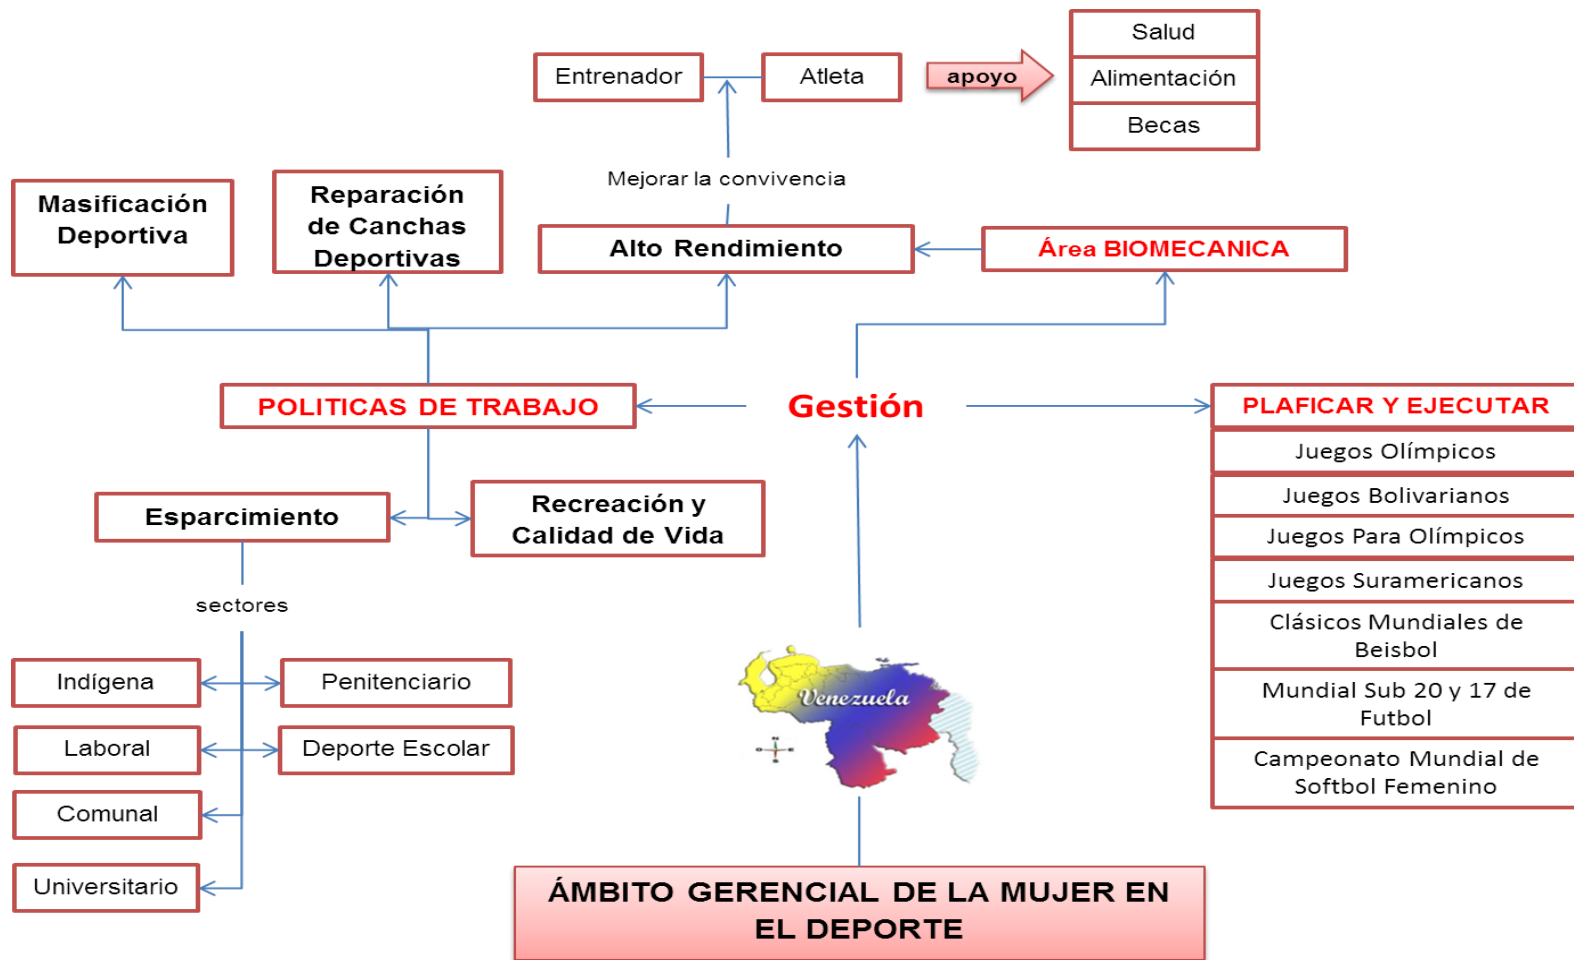 Entrenador
Atleta
apoyo
Salud
Alimentación
Becas
Mejorar la convivencia
Masificación
Deportiva
Reparación
de Canchas
Deportivas
Alto Rendimiento
Área BIOMECANICA
POLITICAS DE TRABAJO
Gestión
PLAFICAR Y EJECUTAR
Juegos Olímpicos
Juegos Bolivarianos
Juegos Para Olímpicos
Juegos Suramericanos
Clásicos Mundiales de
Beisbol
Mundial Sub 20 y 17 de
Futbol
Campeonato Mundial de
Softbol Femenino
Esparcimiento
Recreación y
Calidad de Vida
sectores
Indígena
Penitenciario
Laboral
Deporte Escolar
Comunal
Universitario
Venezuela
N
O
E
S
ÁMBITO GERENCIAL DE LA MUJER EN
EL DEPORTE